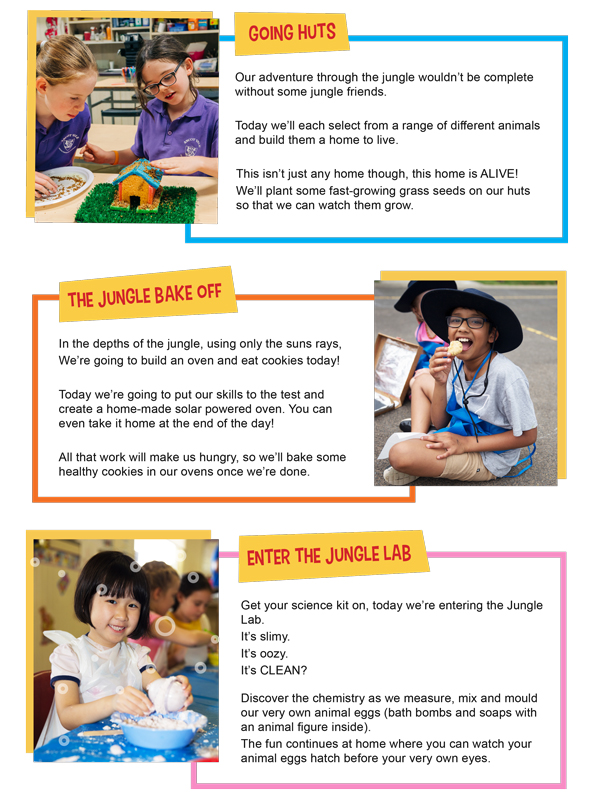 GOING HUTS
Our adventure through the jungle wouldn't be complete
without some jungle friends.
Today we'll each select from a range of different animals
and build them a home to live.
This isn't just any home though, this home is ALIVE!
We'll plant some fast-growing grass seeds on our huts
so that we can watch them grow.
THE JUNGLE BAKE OFF
In the depths of the jungle, using only the suns rays,
We're going to build an oven and eat cookies today!
Today we're going to put our skills to the test and
create a home-made solar powered oven. You can
even take it home at the end of the day!
All that work will make us hungry, so we'll bake some
healthy cookies in our ovens once we're done.
ENTER THE JUNGLE LAB
Get your science kit on, today we're entering the Jungle
Lab.
It's slimy.
It's oozy.
It's CLEAN?
Discover the chemistry as we measure, mix and mould
our very own animal eggs (bath bombs and soaps with
an animal figure inside).
The fun continues at home where you can watch your
animal eggs hatch before your very own eyes.